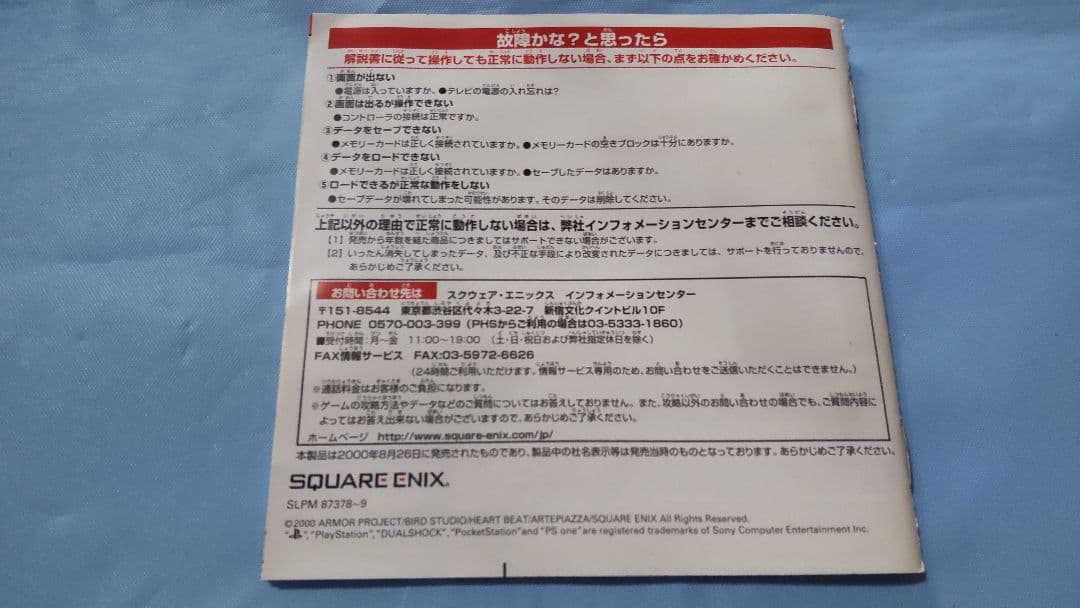 故障かな?と思ったら
解説書に従って操作しても正常に動作しない場合、まず以下の点をお確かめください。
①画面が出ない
●電源は入っていますか。●テレビの電源の入れ忘れは?
②画面は出るが操作できない
●コントローラの接続は正常ですか。
③データをセーブできない
●メモリーカードは正しく接続されていますか。●メモリーカードの空きブロックは十分にありますか。
④データをロードできない
●メモリーカードは正しく接続されていますか。●セーブしたデータはありますか。
⑤ロードできるが正常な動作をしない
●セーブデータが壊れてしまった可能性があります。そのデータは削除してください。
上記以外の理由で正常に動作しない場合は、弊社インフォメーションセンターまでご相談ください。
【1】発売から年数を経た商品につきましてはサポートできない場合がございます。
【2】いったん消失してしまったデータ、及び不正な手段により改変されたデータにつきましては、サポートを行っておりませんので、
あらかじめご了承ください。
お問い合わせ先は スクウェア・エニックス インフォメーションセンター
〒151-8544 東京都渋谷区代々木3-22-7 新宿文化クイントビル10F
PHONE 0570-003-399(PHSからご利用の場合は03-5333-1860)
■受付時間:月〜金 11:00〜19:00 (土・日・祝日および弊社指定休日を除く)
FAX情報サービス FAX:03-5972-6626
(24時間ご利用いただけます。情報サービス専用のため、お問い合わせをご送信いただくことはできません。)
※通話料金はお客様のご負担になります。
※ゲームの攻略方法やデータなどのご質問についてはお答えしておりません。また、攻略以外のお問い合わせの場合でも、ご質問内容に
よってはお答え出来ない場合がございますので、あらかじめご了承ください。
ホームページ http://www.square-enix.com/jp/
本製品は2000年8月26日に発売されたものであり、製品中の社名表示等は発売当時のものとなっております。あらかじめご了承ください。
SQUARE ENIX®
SLPM 87378〜9
©2000 ARMOR PROJECT/BIRD STUDIO/HEART BEAT/ARTEPIAZZA/SQUARE ENIX All Rights Reserved.
" ", "PlayStation", "DUALSHOCK", "PocketStation" and "PS one" are registered trademarks of Sony Computer Entertainment Inc.